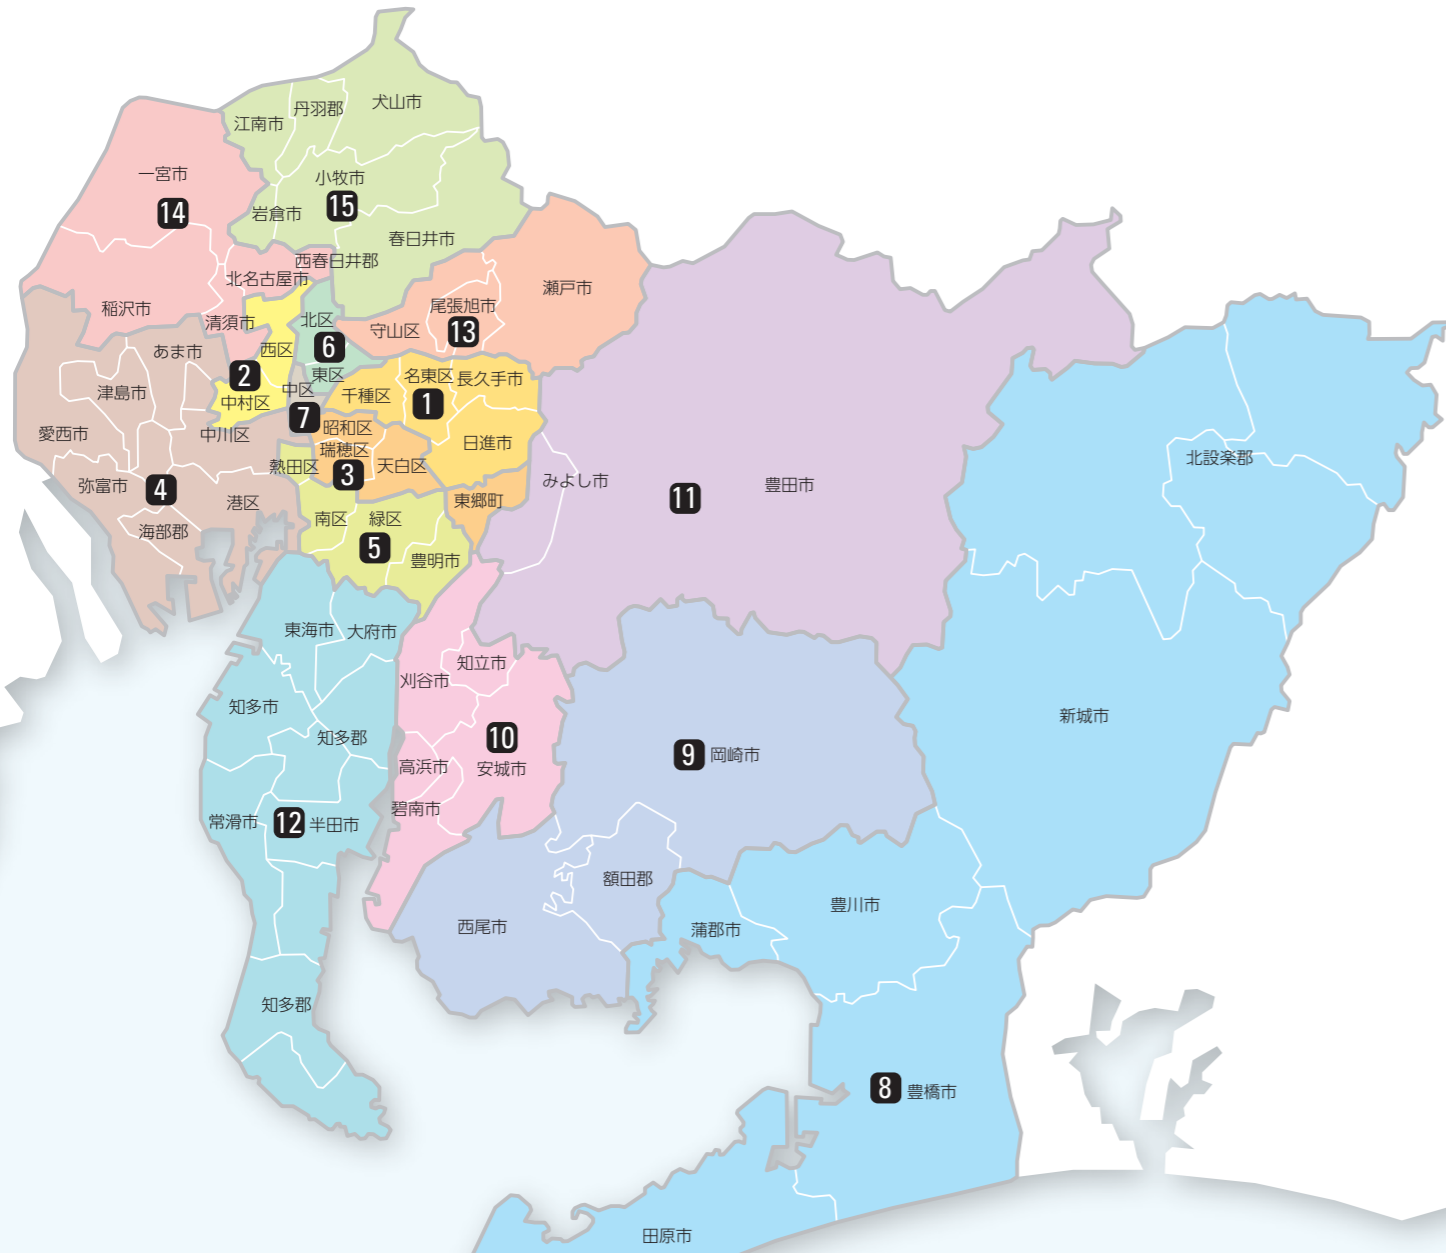 犬山市
丹羽郡
江南市
一宮市
14
小牧市
15
岩倉市
春日井市
西春日井郡
北名古屋市
瀬戸市
稲沢市
清須市
尾張旭市
守山区
13
北区
6
あま市
西区
2
東区
名東区
長久手市
1
千種区
津島市
中区
7
中村区
昭和区
愛西市
中川区
瑞穂区
3
日進市
天白区
熱田区
弥富市
4
港区
東郷町
みよし市
11
豊田市
北設楽郡
海部郡
南区
緑区
5
豊明市
東海市
大府市
知立市
刈谷市
知多市
知多郡
新城市
10
安城市
高浜市
9
岡崎市
碧南市
常滑市
12
半田市
額田郡
豊川市
西尾市
蒲郡市
知多郡
8
豊橋市
田原市